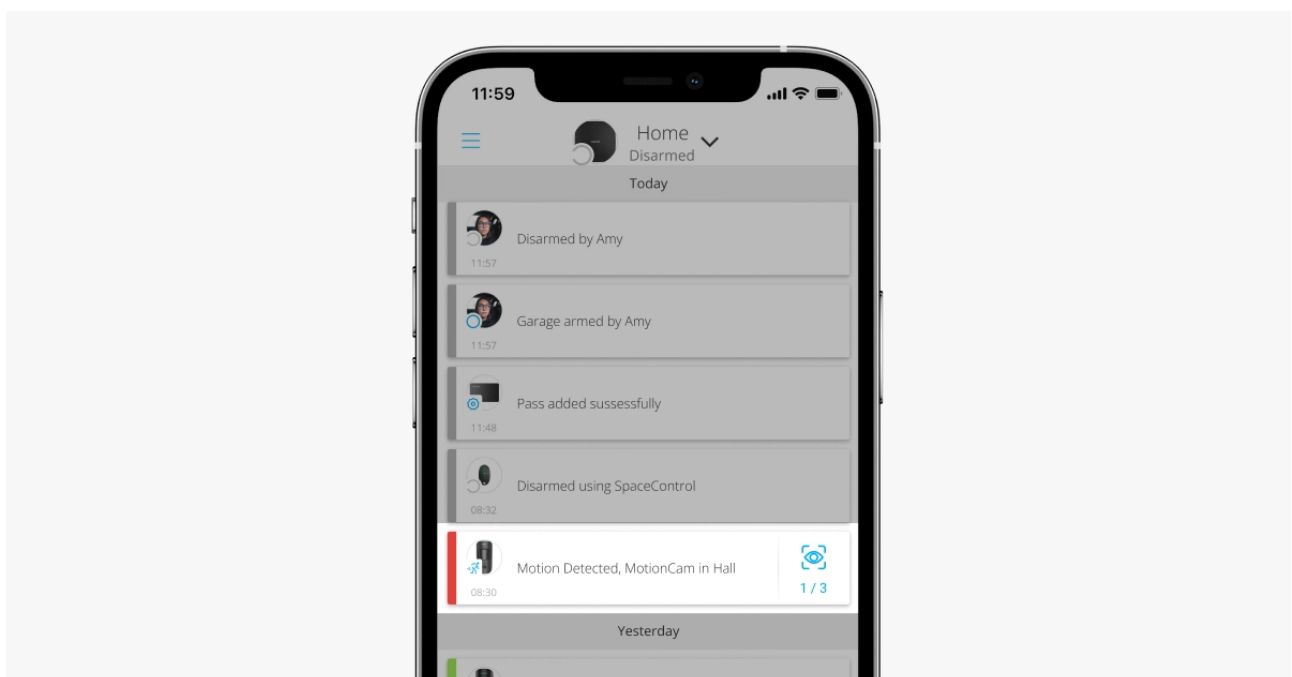 11:59
Home
Disarmed
Today
Disarmed by Amy
11:57
Garage armed by Amy
11:57
Pass added sussessfully
11:48
Disarmed using SpaceControl
08:32
Motion Detected, MotionCam in Hall
08:30
1 / 3
Yesterday